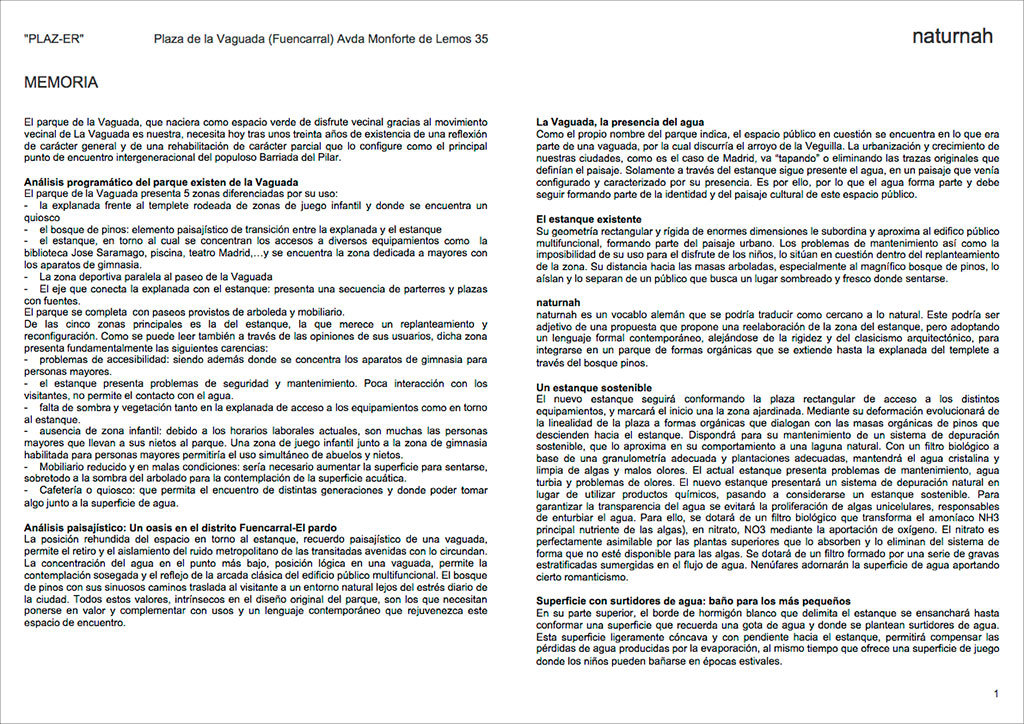 "PLAZ-ER" Plaza de la Vaguada (Fuencarral) Avda Monforte de Lemos 35 naturnah
MEMORIA
El parque de la Vaguada, que naciera como espacio verde de disfrute vecinal gracias al movimiento
vecinal de La Vaguada es nuestra, necesita hoy tras unos treinta años de existencia de una reflexión
de carácter general y de una rehabilitación de carácter parcial que lo configure como el principal
punto de encuentro intergeneracional del populoso Barriada del Pilar.
Análisis programático del parque existen de la Vaguada
El parque de la Vaguada presenta 5 zonas diferenciadas por su uso:
- la explanada frente al templete rodeada de zonas de juego infantil y donde se encuentra un
quiosco
- el bosque de pinos: elemento paisajístico de transición entre la explanada y el estanque
- el estanque, en torno al cual se concentran los accesos a diversos equipamientos como la
biblioteca Jose Saramago, piscina, teatro Madrid,…y se encuentra la zona dedicada a mayores con
los aparatos de gimnasia.
- La zona deportiva paralela al paseo de la Vaguada
- El eje que conecta la explanada con el estanque: presenta una secuencia de parterres y plazas
con fuentes.
El parque se completa con paseos provistos de arboleda y mobiliario.
De las cinco zonas principales es la del estanque, la que merece un replanteamiento y
reconfiguración. Como se puede leer también a través de las opiniones de sus usuarios, dicha zona
presenta fundamentalmente las siguientes carencias:
- problemas de accesibilidad: siendo además donde se concentra los aparatos de gimnasia para
personas mayores.
- el estanque presenta problemas de seguridad y mantenimiento. Poca interacción con los
visitantes, no permite el contacto con el agua.
- falta de sombra y vegetación tanto en la explanada de acceso a los equipamientos como en torno
al estanque.
- ausencia de zona infantil: debido a los horarios laborales actuales, son muchas las personas
mayores que llevan a sus nietos al parque. Una zona de juego infantil junto a la zona de gimnasia
habilitada para personas mayores permitiría el uso simultáneo de abuelos y nietos.
- Mobiliario reducido y en malas condiciones: sería necesario aumentar la superficie para sentarse,
sobretodo a la sombra del arbolado para la contemplación de la superficie acuática.
- Cafetería o quiosco: que permita el encuentro de distintas generaciones y donde poder tomar
algo junto a la superficie de agua.
Análisis paisajístico: Un oasis en el distrito Fuencarral-El pardo
La posición rehundida del espacio en torno al estanque, recuerdo paisajístico de una vaguada,
permite el retiro y el aislamiento del ruido metropolitano de las transitadas avenidas con lo circundan.
La concentración del agua en el punto más bajo, posición lógica en una vaguada, permite la
contemplación sosegada y el reflejo de la arcada clásica del edificio público multifuncional. El bosque
de pinos con sus sinuosos caminos traslada al visitante a un entorno natural lejos del estrés diario de
la ciudad. Todos estos valores, intrínsecos en el diseño original del parque, son los que necesitan
ponerse en valor y complementar con usos y un lenguaje contemporáneo que rejuvenezca este
espacio de encuentro.
La Vaguada, la presencia del agua
Como el propio nombre del parque indica, el espacio público en cuestión se encuentra en lo que era
parte de una vaguada, por la cual discurría el arroyo de la Veguilla. La urbanización y crecimiento de
nuestras ciudades, como es el caso de Madrid, va “tapando” o eliminando las trazas originales que
definían el paisaje. Solamente a través del estanque sigue presente el agua, en un paisaje que venía
configurado y caracterizado por su presencia. Es por ello, por lo que el agua forma parte y debe
seguir formando parte de la identidad y del paisaje cultural de este espacio público.
El estanque existente
Su geometría rectangular y rígida de enormes dimensiones le subordina y aproxima al edifico público
multifuncional, formando parte del paisaje urbano. Los problemas de mantenimiento así como la
imposibilidad de su uso para el disfrute de los niños, lo sitúan en cuestión dentro del replanteamiento
de la zona. Su distancia hacia las masas arboladas, especialmente al magnífico bosque de pinos, lo
aíslan y lo separan de un público que busca un lugar sombreado y fresco donde sentarse.
naturnah
naturnah es un vocablo alemán que se podría traducir como cercano a lo natural. Este podría ser
adjetivo de una propuesta que propone una reelaboración de la zona del estanque, pero adoptando
un lenguaje formal contemporáneo, alejándose de la rigidez y del clasicismo arquitectónico, para
integrarse en un parque de formas orgánicas que se extiende hasta la explanada del templete a
través del bosque pinos.
Un estanque sostenible
El nuevo estanque seguirá conformando la plaza rectangular de acceso a los distintos
equipamientos, y marcará el inicio una la zona ajardinada. Mediante su deformación evolucionará de
la linealidad de la plaza a formas orgánicas que dialogan con las masas orgánicas de pinos que
descienden hacia el estanque. Dispondrá para su mantenimiento de un sistema de depuración
sostenible, que lo aproxima en su comportamiento a una laguna natural. Con un filtro biológico a
base de una granulometría adecuada y plantaciones adecuadas, mantendrá el agua cristalina y
limpia de algas y malos olores. El actual estanque presenta problemas de mantenimiento, agua
turbia y problemas de olores. El nuevo estanque presentará un sistema de depuración natural en
lugar de utilizar productos químicos, pasando a considerarse un estanque sostenible. Para
garantizar la transparencia del agua se evitará la proliferación de algas unicelulares, responsables
de enturbiar el agua. Para ello, se dotará de un filtro biológico que transforma el amoníaco NH3
principal nutriente de las algas), en nitrato, NO3 mediante la aportación de oxígeno. El nitrato es
perfectamente asimilable por las plantas superiores que lo absorben y lo eliminan del sistema de
forma que no esté disponible para las algas. Se dotará de un filtro formado por una serie de gravas
estratificadas sumergidas en el flujo de agua. Nenúfares adornarán la superficie de agua aportando
cierto romanticismo.
Superficie con surtidores de agua: baño para los más pequeños
En su parte superior, el borde de hormigón blanco que delimita el estanque se ensanchará hasta
conformar una superficie que recuerda una gota de agua y donde se plantean surtidores de agua.
Esta superficie ligeramente cóncava y con pendiente hacia el estanque, permitirá compensar las
pérdidas de agua producidas por la evaporación, al mismo tiempo que ofrece una superficie de juego
donde los niños pueden bañarse en épocas estivales.
1